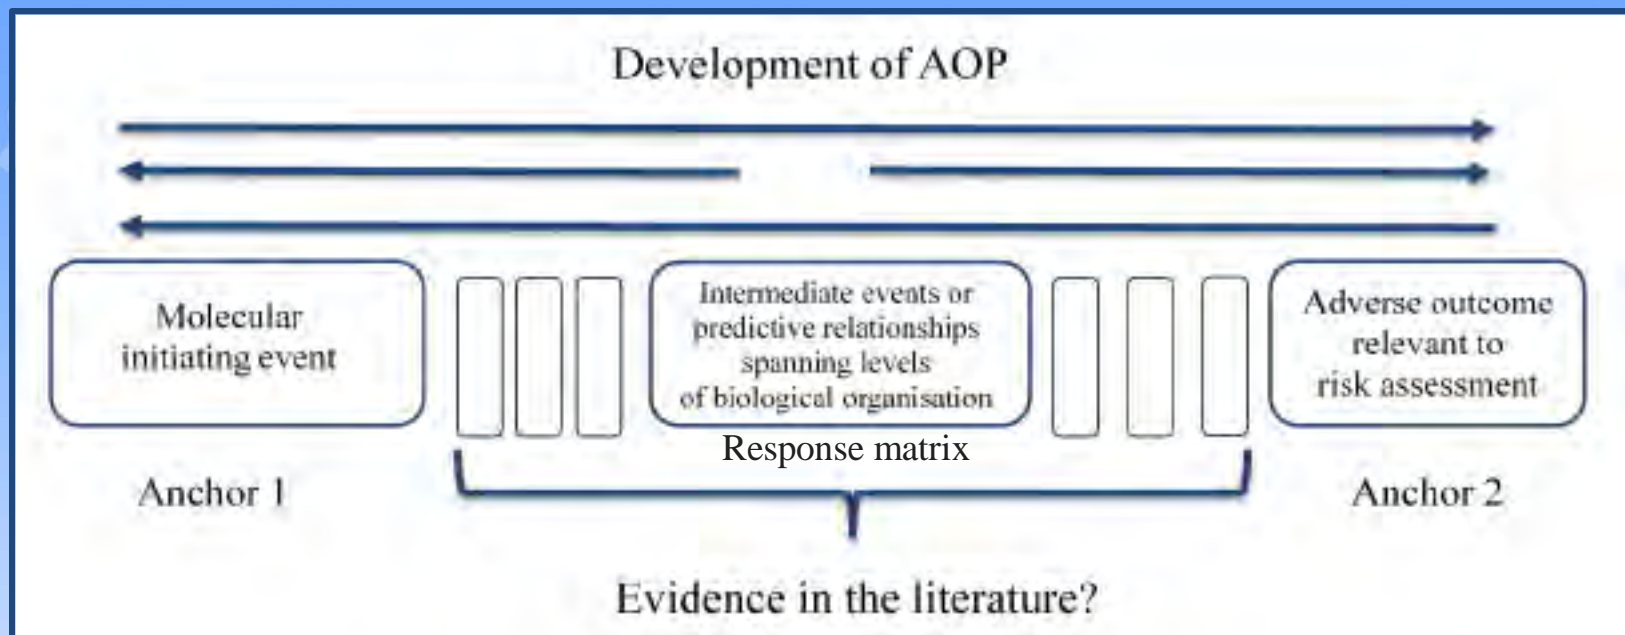 Development of AOP
Molecular
initiating event
Intermediate events or
predictive relationships
spanning levels
of biological organisation
Adverse outcome
relevant to
risk assessment
Response matrix
Anchor 1
Anchor 2
Evidence in the literature?